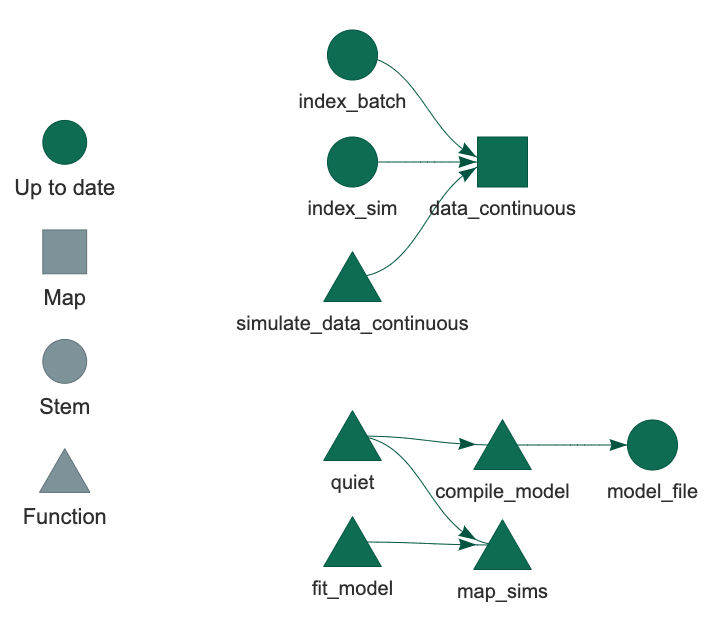 Up to date
Map
Stem
Function
index_batch
index_sim
data_continuous
simulate_data_continuous
quiet
compile_model
model_file
fit_model
map_sims